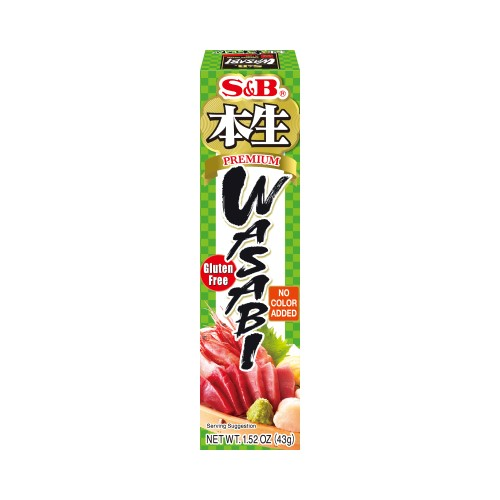 S&B®
本生
PREMIUM
WASABI
Gluten
Free
NO
COLOR
ADDED
Serving Suggestion
NET WT. 1.52 OZ (43g)